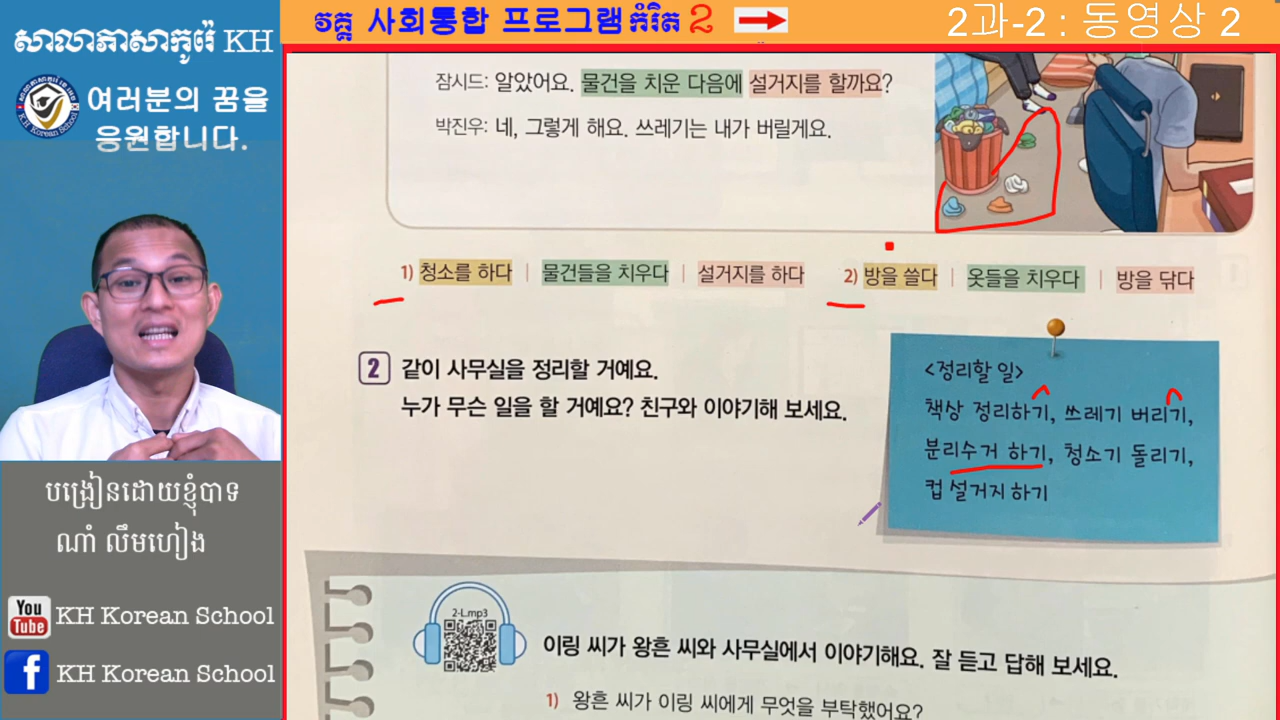 សាលាភាសាកូរ៉េ KH
여러분의 꿈을
응원합니다.
បង្រៀនដោយខ្ញុំបាទ
ណាំ លឹមហៀង
You Tube KH Korean School
f KH Korean School
វគ្គ 사회통합 프로그램 កំរិត 2
2과-2 : 동영상 2
잠시드: 알았어요. 물건을 치운 다음에 설거지를 할까요?
박진우: 네, 그렇게 해요. 쓰레기는 내가 버릴게요.
1) 청소를 하다 | 물건들을 치우다 | 설거지를 하다
2) 방을 쓸다 | 옷들을 치우다 | 방을 닦다
2 같이 사무실을 정리할 거예요.
누가 무슨 일을 할 거예요? 친구와 이야기해 보세요.
<정리할 일>
책상 정리하기, 쓰레기 버리기,
분리수거 하기, 청소기 돌리기,
컵 설거지 하기
2-L.mp3
이링 씨가 왕흔 씨와 사무실에서 이야기해요. 잘 듣고 답해 보세요.
1) 왕흔 씨가 이링 씨에게 무엇을 부탁했어요?